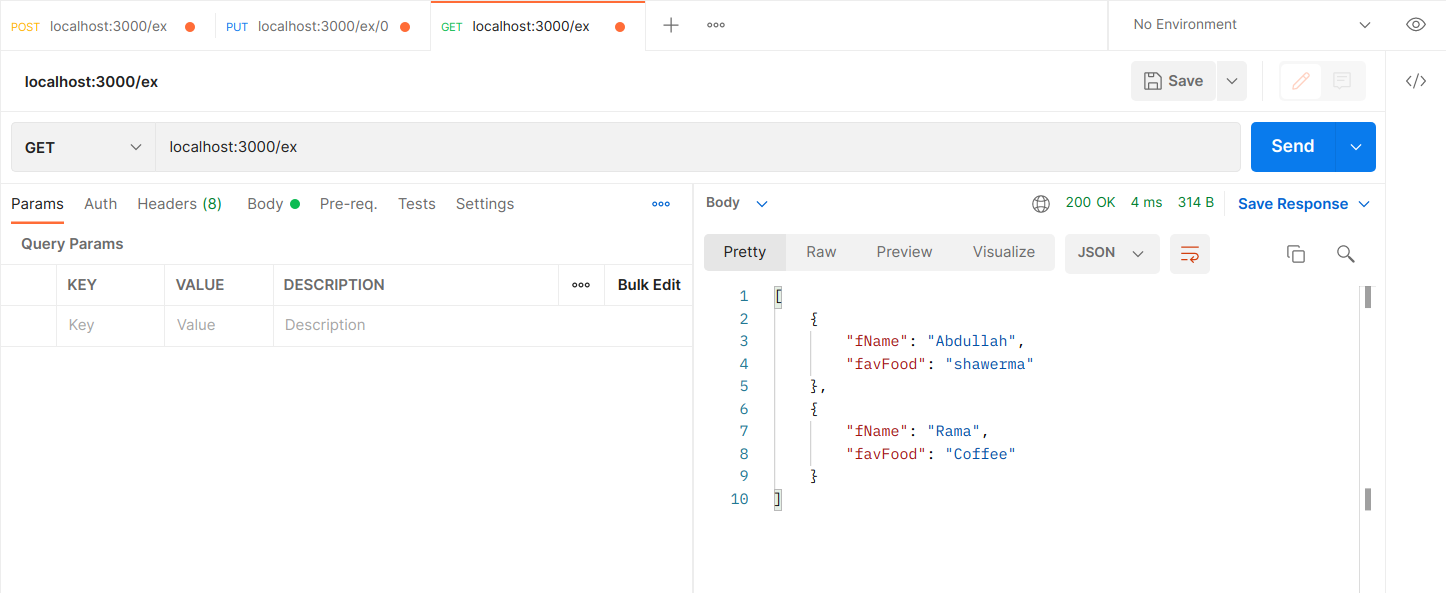 POST localhost:3000/ex PUT localhost:3000/ex/0 GET localhost:3000/ex No Environment
localhost:3000/ex Save
GET localhost:3000/ex Send
Params Auth Headers (8) Body Pre-req. Tests Settings
Query Params
KEY VALUE DESCRIPTION Bulk Edit
Key Value Description
Body 200 OK 4 ms 314 B Save Response
Pretty Raw Preview Visualize JSON
1 [
2 {
3 "fName": "Abdullah",
4 "favFood": "shawerma"
5 },
6 {
7 "fName": "Rama",
8 "favFood": "Coffee"
9 }
10 ]